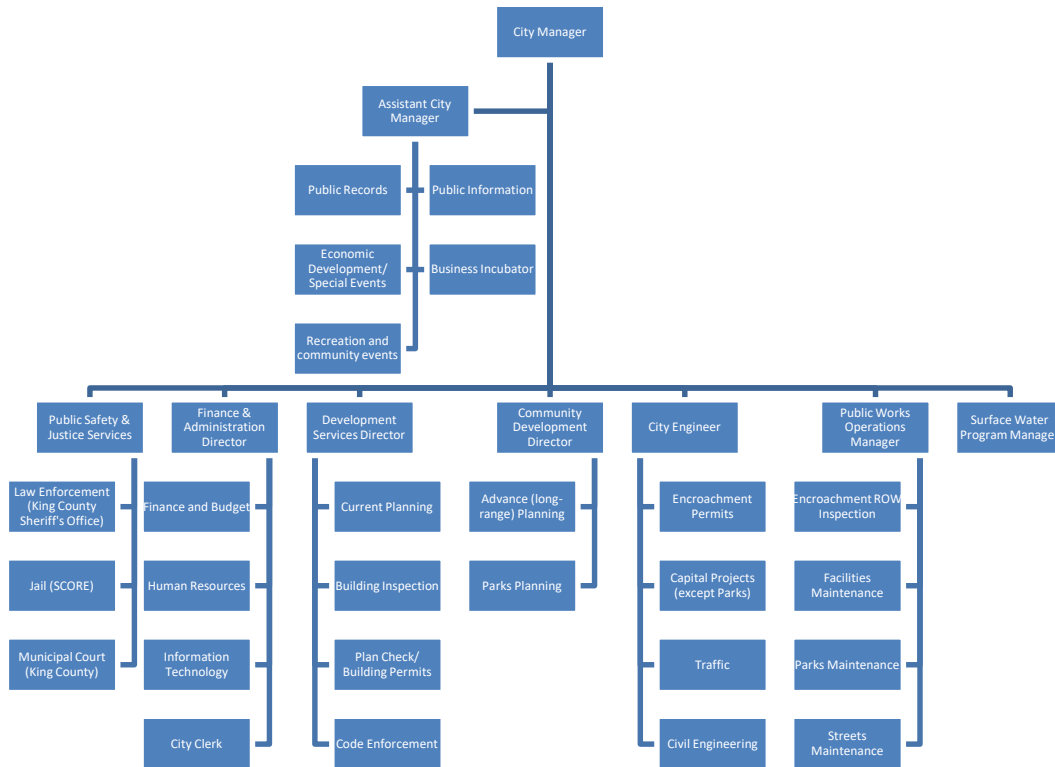 City Manager
Assistant City
Manager
Public Records
Public Information
Economic
Development/
Special Events
Business Incubator
Recreation and
community events
Public Safety &
Justice Services
Finance &
Administration
Director
Development
Services Director
Community
Development
Director
City Engineer
Public Works
Operations
Manager
Surface Water
Program Manage
Law Enforcement
(King County
Sheriff's Office)
Finance and Budget
Current Planning
Advance (long-
range) Planning
Encroachment
Permits
Encroachment ROW
Inspection
Jail (SCORE)
Human Resources
Building Inspection
Parks Planning
Capital Projects
(except Parks)
Facilities
Maintenance
Municipal Court
(King County)
Information
Technology
Plan Check/
Building Permits
Traffic
Parks Maintenance
City Clerk
Code Enforcement
Civil Engineering
Streets
Maintenance